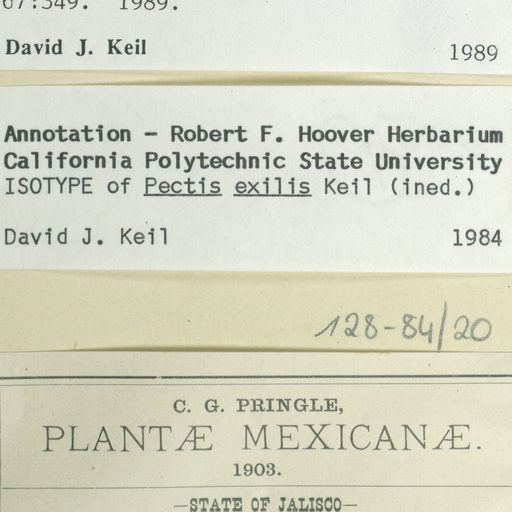 67:349. 1989.
David J. Keil 1989
Annotation – Robert F. Hoover Herbarium
California Polytechnic State University
ISOTYPE of Pectis exilis Keil (ined.)
David J. Keil 1984
128-84/20
C. G. PRINGLE,
PLANTÆ MEXICANÆ.
1903.
—STATE OF JALISCO—